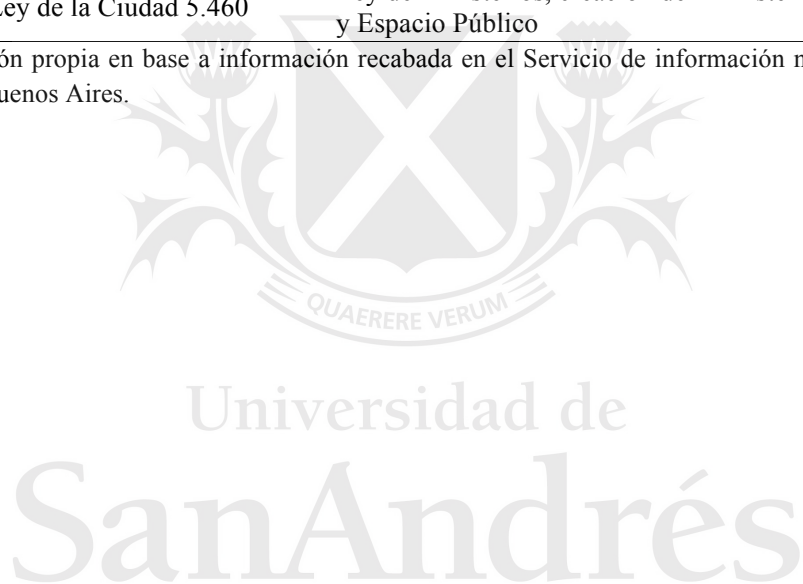 Ley de la Ciudad 5.460
y Espacio Público
ón propia en base a información recabada en el Servicio de información n
uenos Aires.
QUAERERE VERUM
Universidad de
SanAndrés